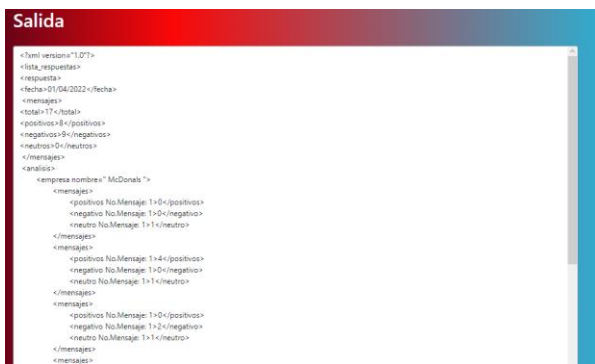 Salida
<?xml version="1.0"?>
<lista_respuestas>
<respuesta>
<fecha>01/04/2022</fecha>
<mensajes>
<total>17</total>
<positivos>8</positivos>
<negativos>9</negativos>
<neutros>0</neutros>
</mensajes>
<analisis>
<empresa nombre=" McDonals ">
<mensajes>
<positivos No.Mensaje: 1>0</positivos>
<negativo No.Mensaje: 1>0</negativo>
<neutro No.Mensaje: 1>1</neutro>
</mensajes>
<mensajes>
<positivos No.Mensaje: 1>4</positivos>
<negativo No.Mensaje: 1>0</negativo>
<neutro No.Mensaje: 1>1</neutro>
</mensajes>
<mensajes>
<positivos No.Mensaje: 1>0</positivos>
<negativo No.Mensaje: 1>2</negativo>
<neutro No.Mensaje: 1>1</neutro>
</mensajes>
<mensajes>